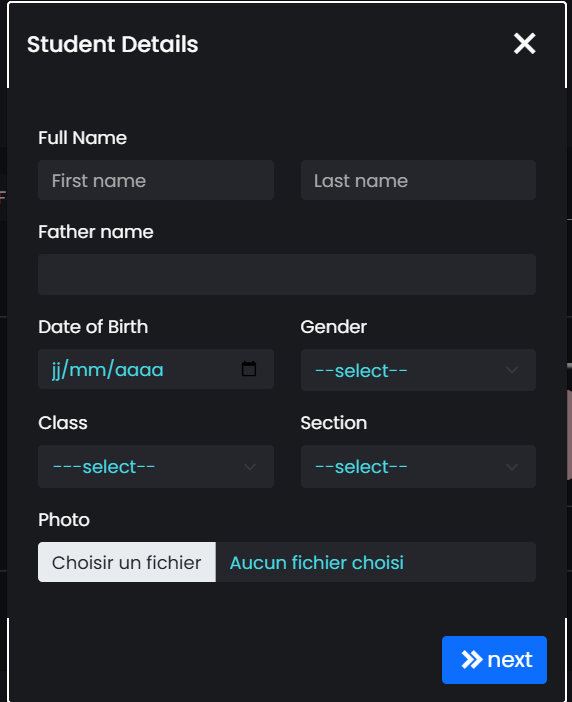 Student Details
Full Name
First name Last name
Father name
Date of Birth Gender
jj/mm/aaaa --select--
Class Section
---select-- --select--
Photo
Choisir un fichier Aucun fichier choisi
next